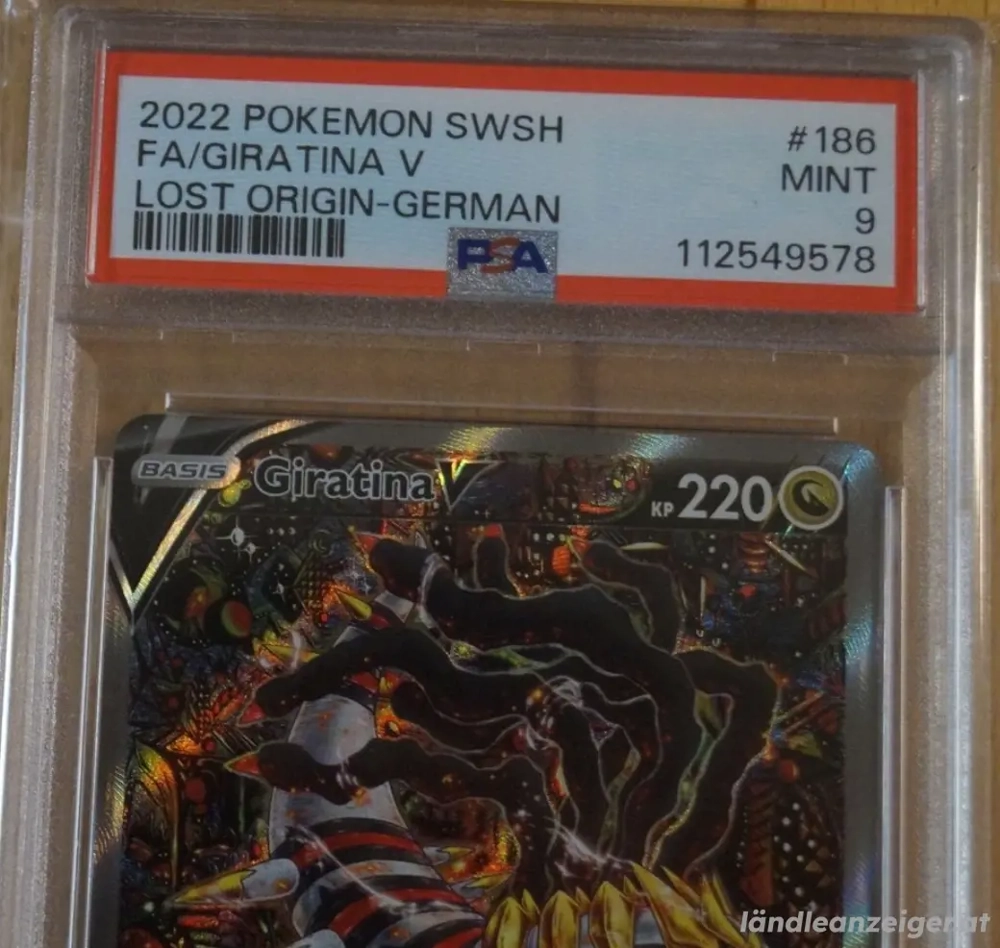 2022 POKEMON SWSH #186
FA/GIRATINA V MINT
LOST ORIGIN-GERMAN 9
PSA 112549578
BASIS Giratina V KP 220
ländleanzeiger.at